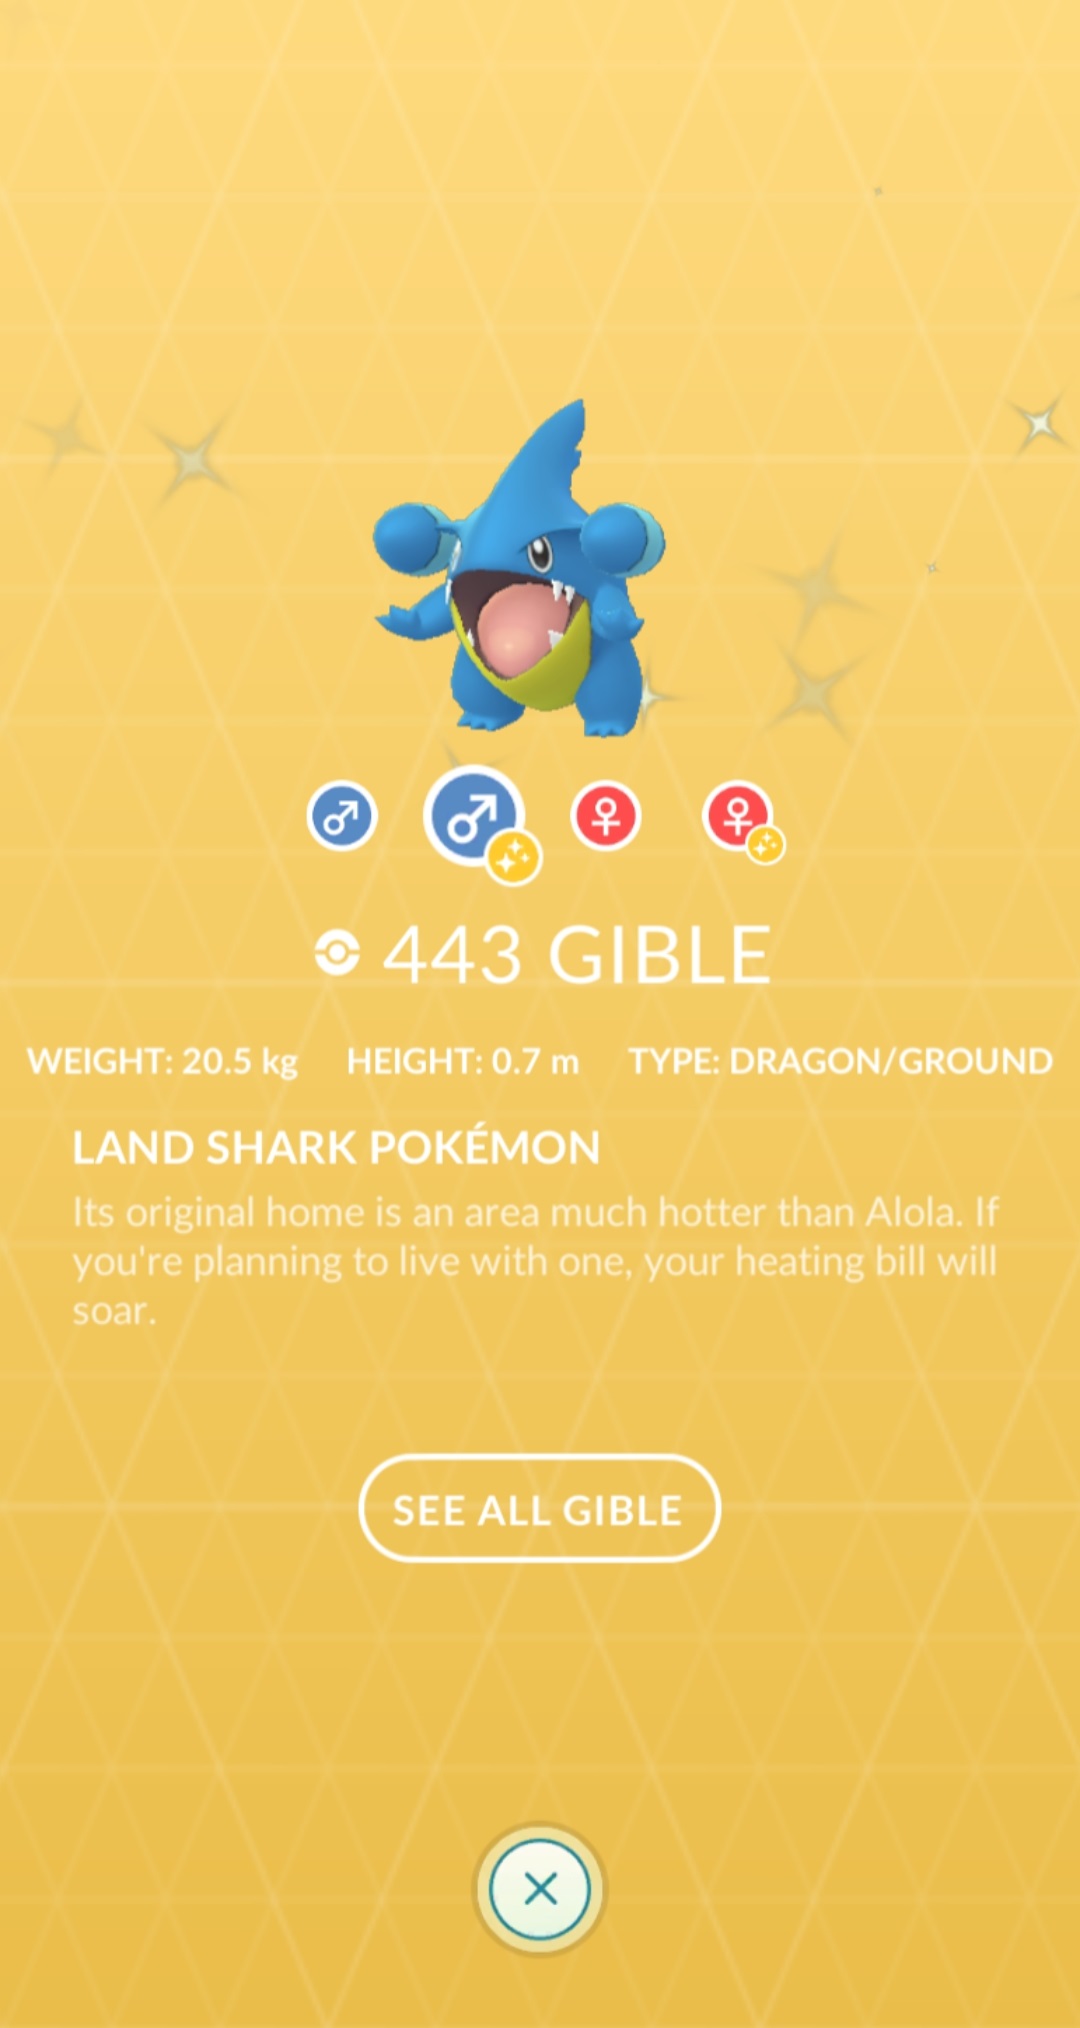 443 GIBLE
WEIGHT: 20.5 kg HEIGHT: 0.7 m TYPE: DRAGON/GROUND
LAND SHARK POKÉMON
Its original home is an area much hotter than Alola. If
you're planning to live with one, your heating bill will
soar.
SEE ALL GIBLE